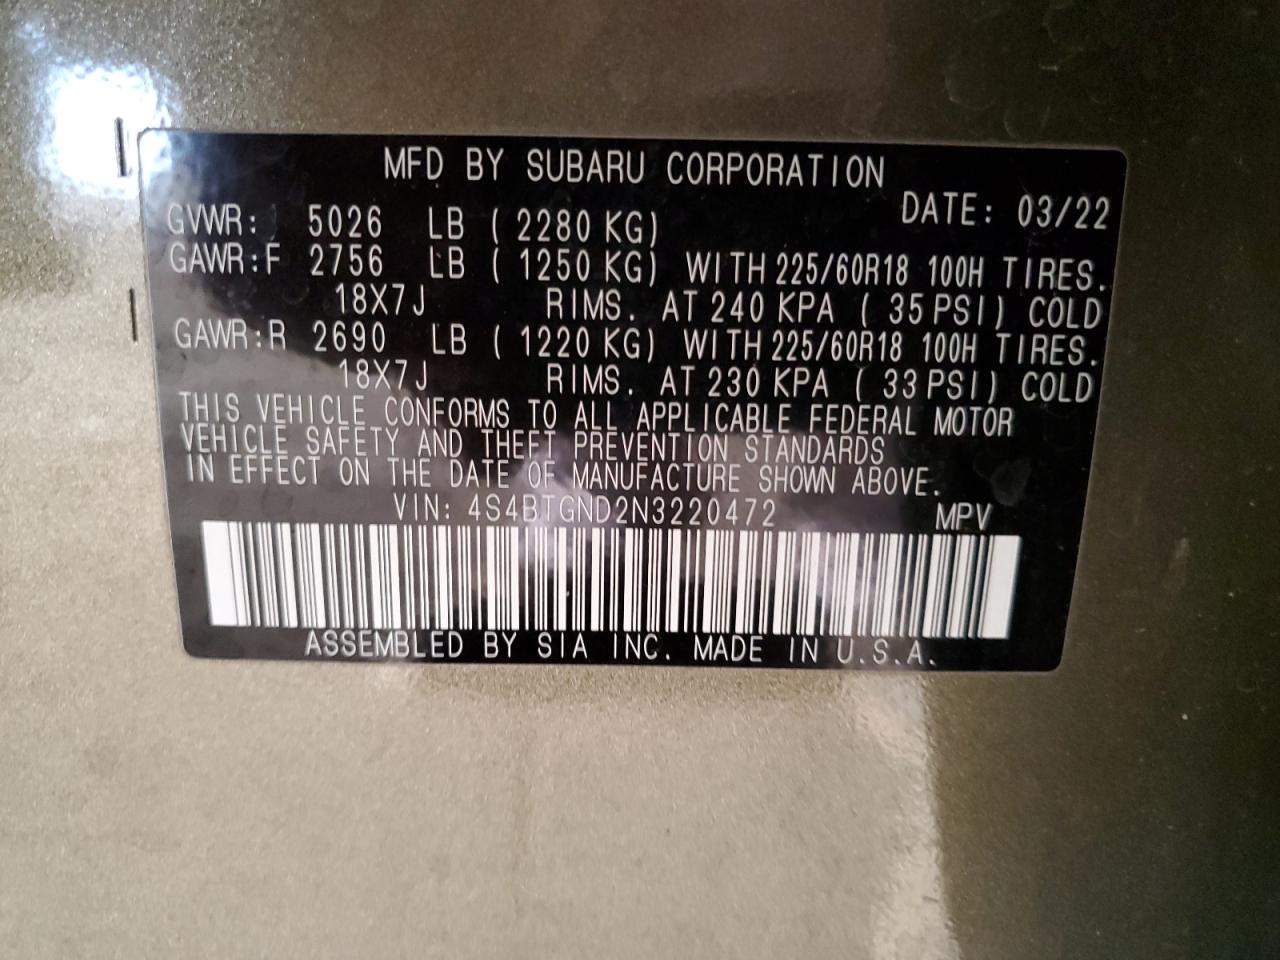 MFD BY SUBARU CORPORATION
DATE: 03/22
GVWR: 5026 LB ( 2280 KG)
GAWR:F 2756 LB ( 1250 KG) WITH 225/60R18 100H TIRES.
18X7J RIMS. AT 240 KPA ( 35 PSI) COLD
GAWR:R 2690 LB ( 1220 KG) WITH 225/60R18 100H TIRES.
18X7J RIMS. AT 230 KPA ( 33 PSI) COLD
THIS VEHICLE CONFORMS TO ALL APPLICABLE FEDERAL MOTOR
VEHICLE SAFETY AND THEFT PREVENTION STANDARDS
IN EFFECT ON THE DATE OF MANUFACTURE SHOWN ABOVE.
VIN: 4S4BTGND2N3220472 MPV
ASSEMBLED BY SIA INC. MADE IN U.S.A.